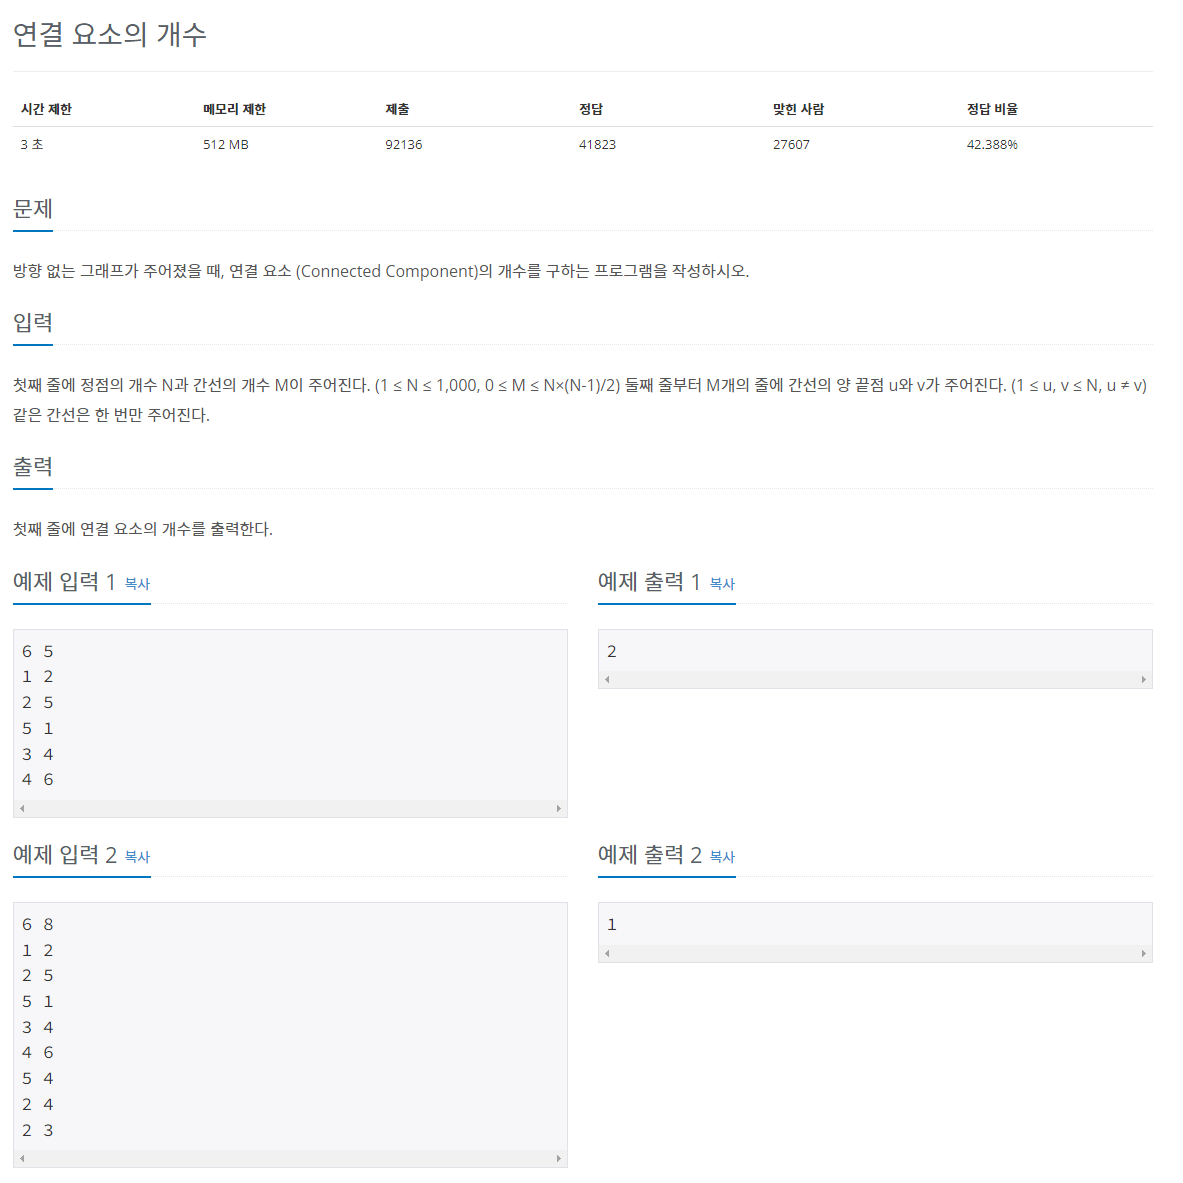 연결 요소의 개수
시간 제한 메모리 제한 제출 정답 맞힌 사람 정답 비율
3 초 512 MB 92136 41823 27607 42.388%
문제
방향 없는 그래프가 주어졌을 때, 연결 요소 (Connected Component)의 개수를 구하는 프로그램을 작성하시오.
입력
첫째 줄에 정점의 개수 N과 간선의 개수 M이 주어진다. (1 ≤ N ≤ 1,000, 0 ≤ M ≤ N×(N-1)/2) 둘째 줄부터 M개의 줄에 간선의 양 끝점 u와 v가 주어진다. (1 ≤ u, v ≤ N, u ≠ v)
같은 간선은 한 번만 주어진다.
출력
첫째 줄에 연결 요소의 개수를 출력한다.
예제 입력 1 복사
6 5
1 2
2 5
5 1
3 4
4 6
예제 출력 1 복사
2
예제 입력 2 복사
6 8
1 2
2 5
5 1
3 4
4 6
5 4
2 4
2 3
예제 출력 2 복사
1